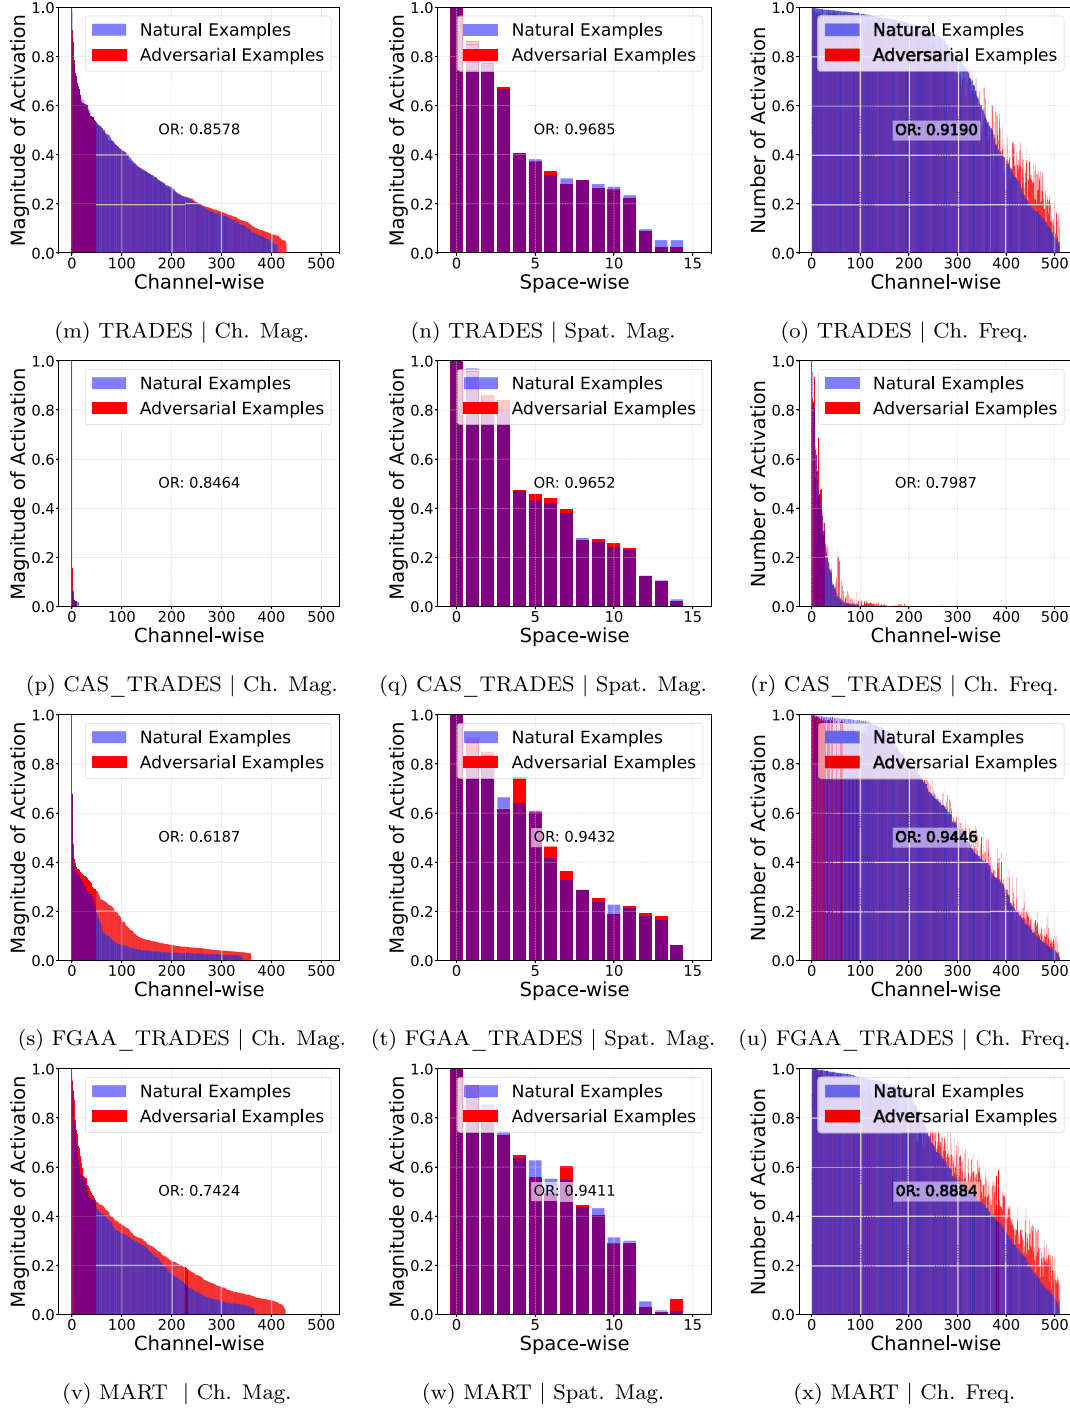 1.0
0.8
0.6
0.4
0.2
0.0
0 100 200 300 400 500
Magnitude of Activation
Channel-wise
Natural Examples
Adversarial Examples
OR: 0.8578
(m) TRADES | Ch. Mag.
1.0
0.8
0.6
0.4
0.2
0.0
0 5 10 15
Magnitude of Activation
Space-wise
Natural Examples
Adversarial Examples
OR: 0.9685
(n) TRADES | Spat. Mag.
1.0
0.8
0.6
0.4
0.2
0.0
0 100 200 300 400 500
Number of Activation
Channel-wise
Natural Examples
Adversarial Examples
OR: 0.9190
(o) TRADES | Ch. Freq.
1.0
0.8
0.6
0.4
0.2
0.0
0 100 200 300 400 500
Magnitude of Activation
Channel-wise
Natural Examples
Adversarial Examples
OR: 0.8464
(p) CAS_TRADES | Ch. Mag.
1.0
0.8
0.6
0.4
0.2
0.0
0 5 10 15
Magnitude of Activation
Space-wise
Natural Examples
Adversarial Examples
OR: 0.9652
(q) CAS_TRADES | Spat. Mag.
1.0
0.8
0.6
0.4
0.2
0.0
0 100 200 300 400 500
Number of Activation
Channel-wise
Natural Examples
Adversarial Examples
OR: 0.7987
(r) CAS_TRADES | Ch. Freq.
1.0
0.8
0.6
0.4
0.2
0.0
0 100 200 300 400 500
Magnitude of Activation
Channel-wise
Natural Examples
Adversarial Examples
OR: 0.6187
(s) FGAA_TRADES | Ch. Mag.
1.0
0.8
0.6
0.4
0.2
0.0
0 5 10 15
Magnitude of Activation
Space-wise
Natural Examples
Adversarial Examples
OR: 0.9432
(t) FGAA_TRADES | Spat. Mag.
1.0
0.8
0.6
0.4
0.2
0.0
0 100 200 300 400 500
Number of Activation
Channel-wise
Natural Examples
Adversarial Examples
OR: 0.9446
(u) FGAA_TRADES | Ch. Freq.
1.0
0.8
0.6
0.4
0.2
0.0
0 100 200 300 400 500
Magnitude of Activation
Channel-wise
Natural Examples
Adversarial Examples
OR: 0.7424
(v) MART | Ch. Mag.
1.0
0.8
0.6
0.4
0.2
0.0
0 5 10 15
Magnitude of Activation
Space-wise
Natural Examples
Adversarial Examples
OR: 0.9411
(w) MART | Spat. Mag.
1.0
0.8
0.6
0.4
0.2
0.0
0 100 200 300 400 500
Number of Activation
Channel-wise
Natural Examples
Adversarial Examples
OR: 0.8884
(x) MART | Ch. Freq.